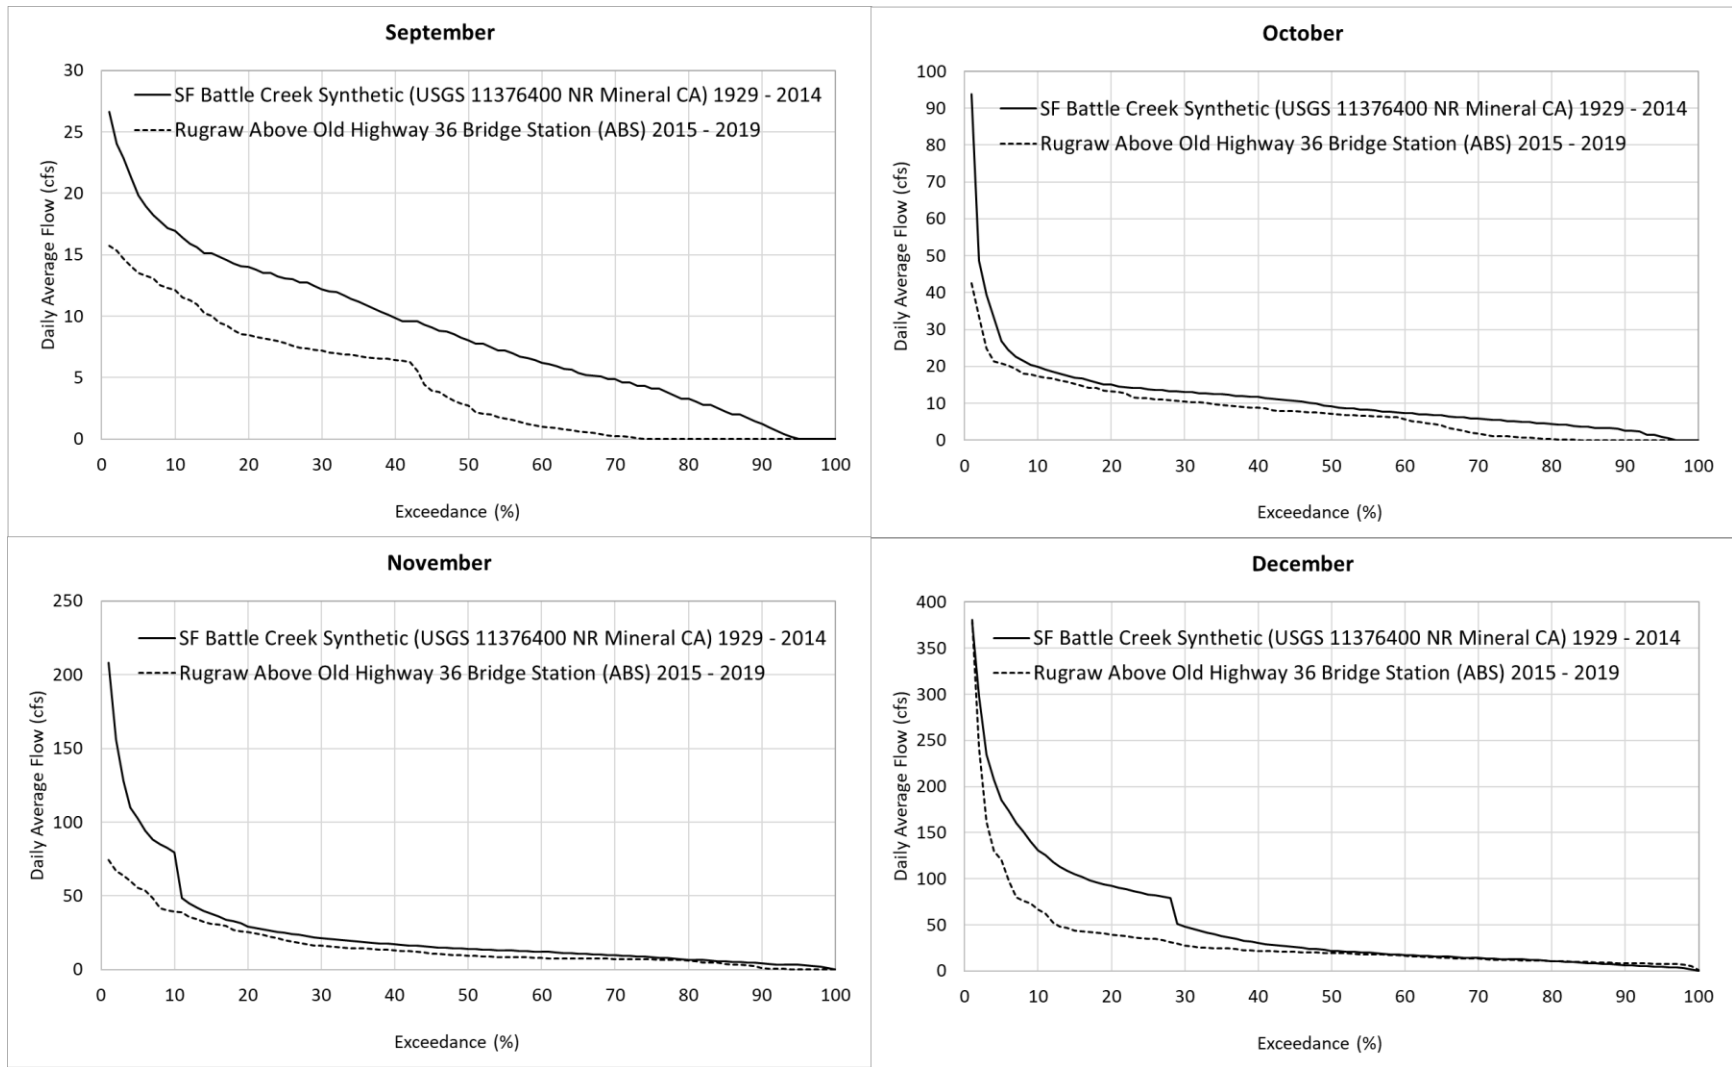 September
30
25
20
15
10
5
0
Daily Average Flow (cfs)
SF Battle Creek Synthetic (USGS 11376400 NR Mineral CA) 1929 - 2014
Rugraw Above Old Highway 36 Bridge Station (ABS) 2015 - 2019
0 10 20 30 40 50 60 70 80 90 100
Exceedance (%)
October
100
90
80
70
60
50
40
30
20
10
0
Daily Average Flow (cfs)
SF Battle Creek Synthetic (USGS 11376400 NR Mineral CA) 1929 - 2014
Rugraw Above Old Highway 36 Bridge Station (ABS) 2015 - 2019
0 10 20 30 40 50 60 70 80 90 100
Exceedance (%)
November
250
200
150
100
50
0
Daily Average Flow (cfs)
SF Battle Creek Synthetic (USGS 11376400 NR Mineral CA) 1929 - 2014
Rugraw Above Old Highway 36 Bridge Station (ABS) 2015 - 2019
0 10 20 30 40 50 60 70 80 90 100
Exceedance (%)
December
400
350
300
250
200
150
100
50
0
Daily Average Flow (cfs)
SF Battle Creek Synthetic (USGS 11376400 NR Mineral CA) 1929 - 2014
Rugraw Above Old Highway 36 Bridge Station (ABS) 2015 - 2019
0 10 20 30 40 50 60 70 80 90 100
Exceedance (%)